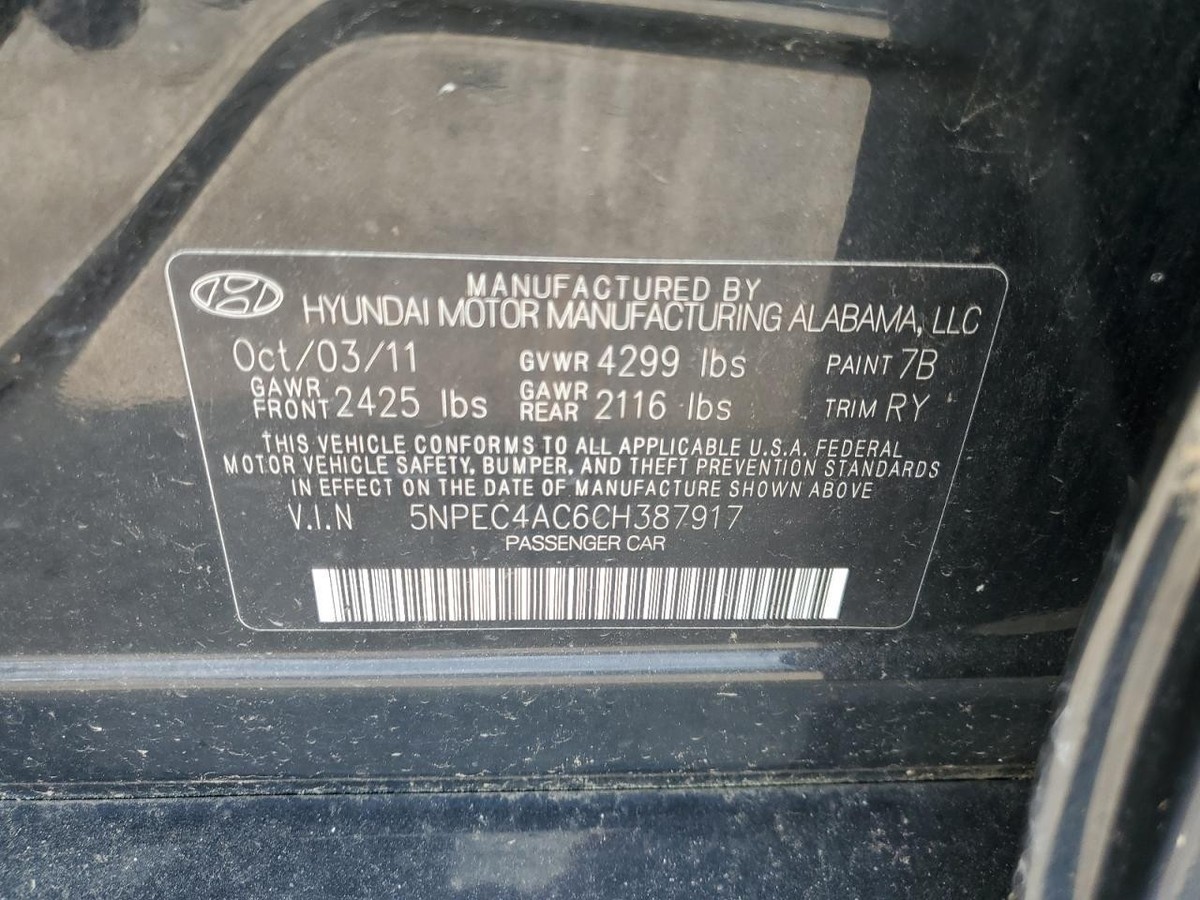 MANUFACTURED BY
HYUNDAI MOTOR MANUFACTURING ALABAMA, LLC
Oct/03/11 GVWR 4299 lbs PAINT 7B
GAWR FRONT 2425 lbs GAWR REAR 2116 lbs TRIM RY
THIS VEHICLE CONFORMS TO ALL APPLICABLE U.S.A. FEDERAL
MOTOR VEHICLE SAFETY, BUMPER, AND THEFT PREVENTION STANDARDS
IN EFFECT ON THE DATE OF MANUFACTURE SHOWN ABOVE
V.I.N 5NPEC4AC6CH387917
PASSENGER CAR